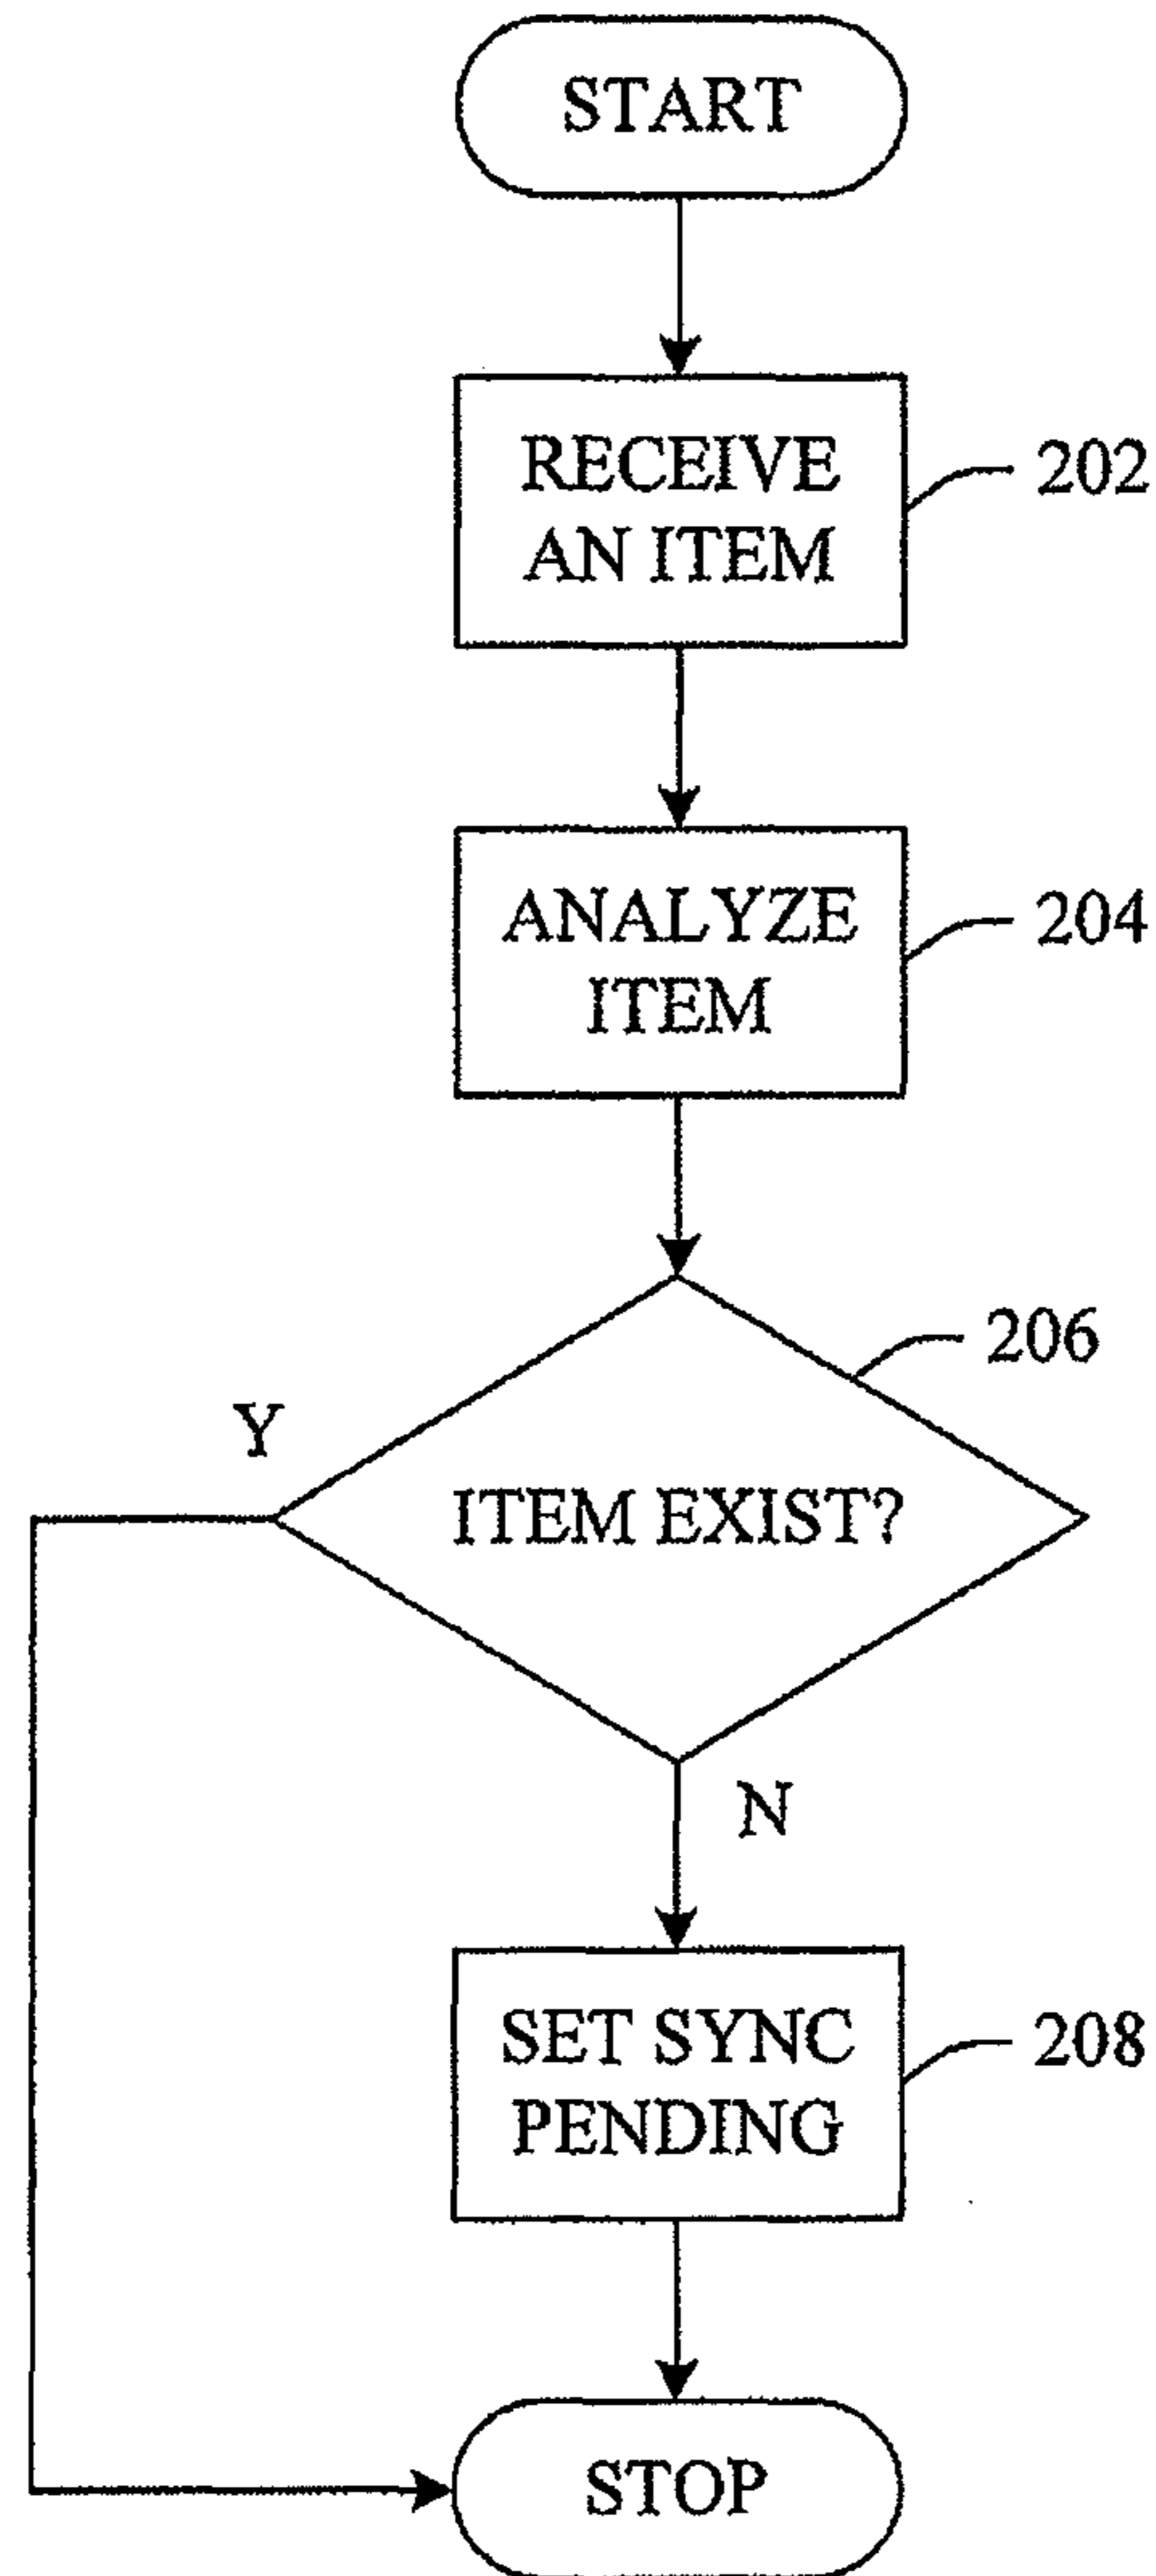 START
RECEIVE
AN ITEM
202
ANALYZE
ITEM
204
206
Y
ITEM EXIST?
N
SET SYNC
PENDING
208
STOP